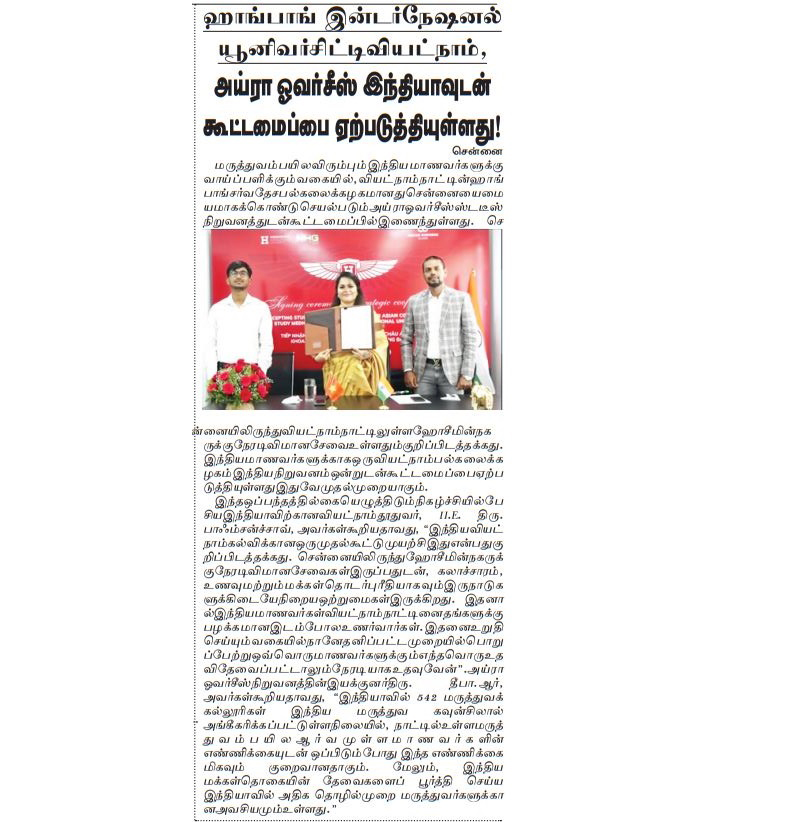 ஹாங்பாங் இன்டர்நேஷனல்
யூனிவர்சிட்டிவியட்நாம்,
அய்ரா ஓவர்சீஸ் இந்தியாவுடன்
கூட்டமைப்பை ஏற்படுத்தியுள்ளது!
சென்னை
மருத்துவம்பயிலவிரும்பும்இந்தியமாணவர்களுக்கு
வாய்ப்பளிக்கும்வகையில்,வியட்நாம்நாட்டின்ஹாங்
பாங்சர்வதேசபல்கலைக்கழகமானதுசென்னையைமை
யமாகக்கொண்டுசெயல்படும்அய்ராஓவர்சீஸ்ஸ்டடீஸ்
நிறுவனத்துடன்கூட்டமைப்பில்இணைந்துள்ளது. செ
HHG
H
Signing ceremony
ன்னையிலிருந்துவியட்நாம்நாட்டிலுள்ளஹோசீமின்நக
ருக்குநேரடிவிமானசேவைஉள்ளதும்குறிப்பிடத்தக்கது.
இந்தியமாணவர்களுக்காகஒருவியட்நாம்பல்கலைக்க
ழகம்இந்தியநிறுவனம்ஒன்றுடன்கூட்டமைப்பைஏற்ப
டுத்தியுள்ளதுஇதுவேமுதல்முறையாகும்.
இந்தஒப்பந்தத்தில்கையெழுத்திடும்நிகழ்ச்சியில்பே
சியஇந்தியாவிற்கானவியட்நாம்தூதுவர், H.E. திரு.
பாஃம்சன்ச்சாவ், அவர்கள்கூறியதாவது, “இந்தியவியட்
நாம்கல்விக்கானஒருமுதல்கூட்டுமுயற்சிஇதுஎன்பதுகு
றிப்பிடத்தக்கது. சென்னையிலிருந்துஹோசீமின்நகருக்
குநேரடிவிமானசேவைகள்இருப்பதுடன், கலாச்சாரம்,
உணவுமற்றும்மக்கள்தொடர்புரீதியாகவும்இருநாடுக
ளுக்கிடையேநிறையஒற்றுமைகள்இருக்கிறது. இதனா
ல்இந்தியமாணவர்கள்வியட்நாம்நாட்டினைதங்களுக்கு
பழக்கமானஇடம்போலஉணர்வார்கள்.இதனைஉறுதி
செய்யும்வகையில்நானேதனிப்பட்டமுறையில்பொறு
ப்பேற்றுஒவ்வொருமாணவர்களுக்கும்எந்தவொருஉத
விதேவைப்பட்டாலும்நேரடியாகஉதவுவேன்”.அய்ரா
ஓவர்சீஸ்நிறுவனத்தின்இயக்குனர்திரு. தீபா.ஆர்,
அவர்கள்கூறியதாவது, “இந்தியாவில் 542 மருத்துவக்
கல்லூரிகள் இந்திய மருத்துவ கவுன்சிலால்
அங்கீகரிக்கப்பட்டுள்ளநிலையில், நாட்டில்உள்ளமருத்
துவம்பயிலஆர்வமுள்ளமாணவர்களின்
எண்ணிக்கையுடன் ஒப்பிடும்போது இந்த எண்ணிக்கை
மிகவும் குறைவானதாகும். மேலும், இந்திய
மக்கள்தொகையின் தேவைகளைப் பூர்த்தி செய்ய
இந்தியாவில் அதிக தொழில்முறை மருத்துவர்களுக்கா
னஅவசியமும்உள்ளது.”